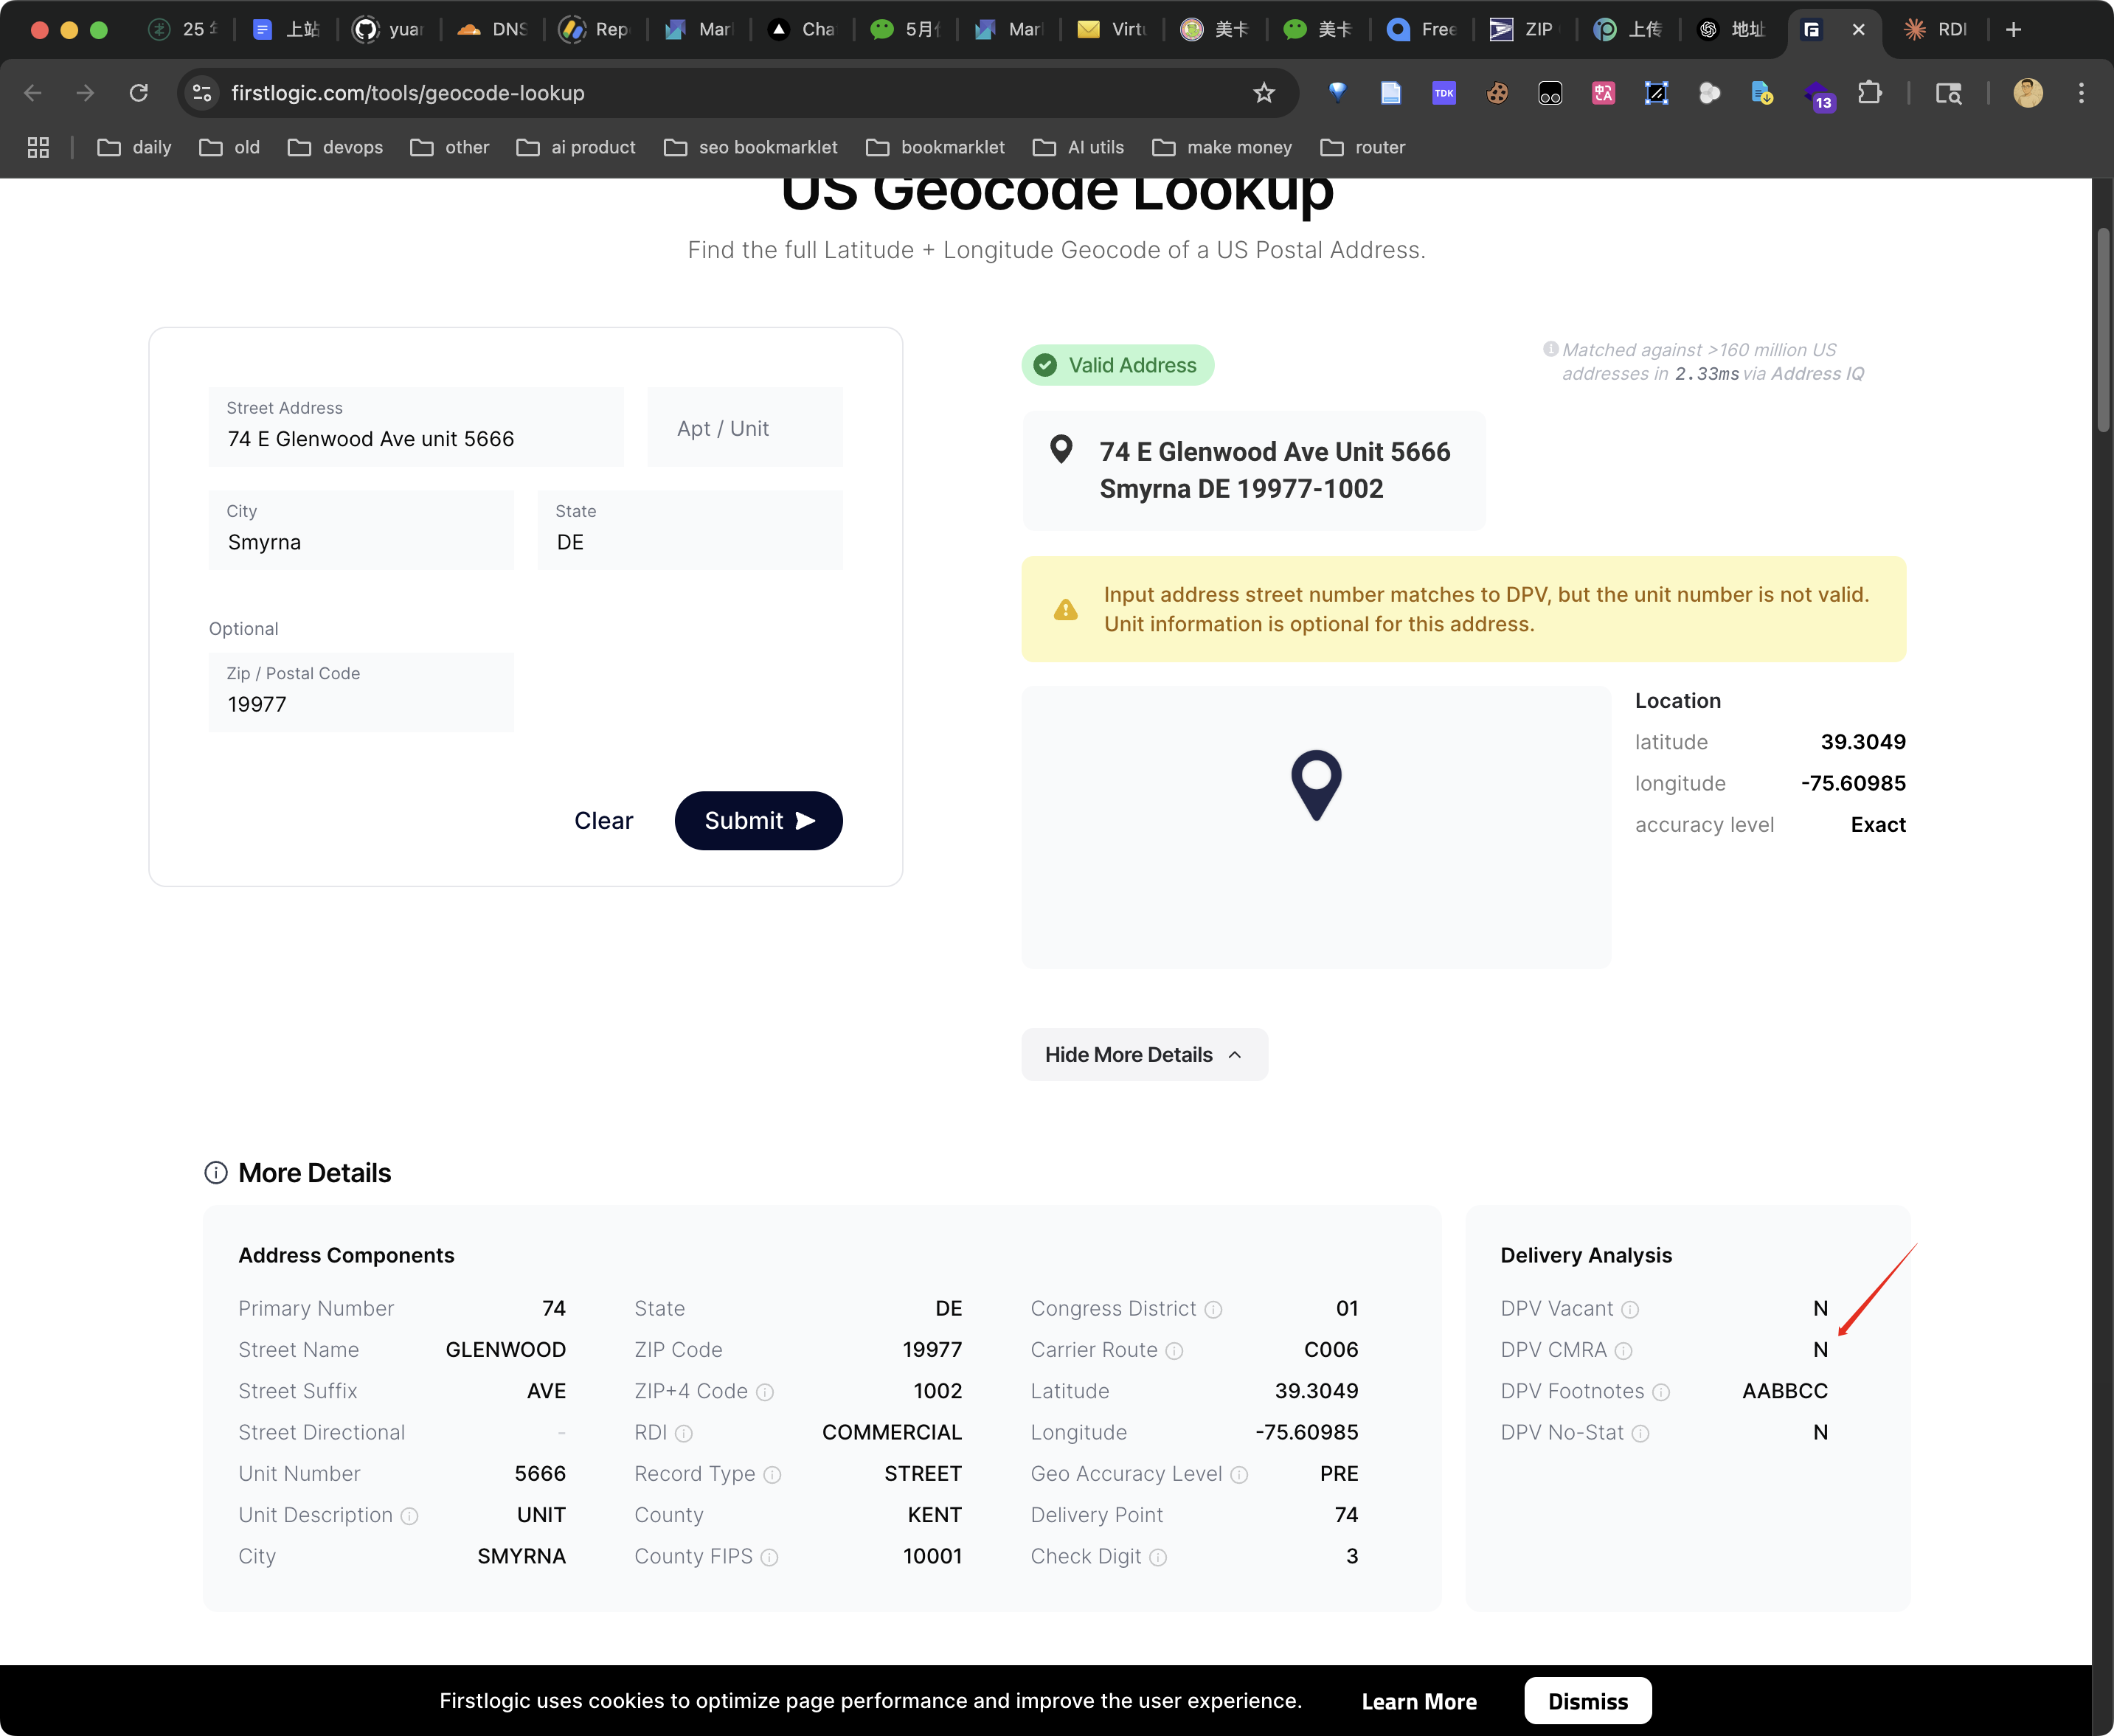 25
上站
yuar
DNS
Rep
Mar
Cha
5月
Mar
Virtu
美卡
美卡
Free
ZIP
上传
地址
RDI
firstlogic.com/tools/geocode-lookup
TDK
13
daily
old
devops
other
ai product
seo bookmarklet
bookmarklet
AI utils
make money
router
US Geocode Lookup
Find the full Latitude + Longitude Geocode of a US Postal Address.
Street Address
74 E Glenwood Ave unit 5666
Apt / Unit
City
Smyrna
State
DE
Optional
Zip / Postal Code
19977
Clear
Submit
Valid Address
Matched against >160 million US
addresses in 2.33ms via Address IQ
74 E Glenwood Ave Unit 5666
Smyrna DE 19977-1002
Input address street number matches to DPV, but the unit number is not valid.
Unit information is optional for this address.
Location
latitude 39.3049
longitude -75.60985
accuracy level Exact
Hide More Details
More Details
Address Components
Primary Number 74
Street Name GLENWOOD
Street Suffix AVE
Street Directional -
Unit Number 5666
Unit Description UNIT
City SMYRNA
State DE
ZIP Code 19977
ZIP+4 Code 1002
RDI COMMERCIAL
Record Type STREET
County KENT
County FIPS 10001
Congress District 01
Carrier Route C006
Latitude 39.3049
Longitude -75.60985
Geo Accuracy Level PRE
Delivery Point 74
Check Digit 3
Delivery Analysis
DPV Vacant N
DPV CMRA N
DPV Footnotes AABBCC
DPV No-Stat N
Firstlogic uses cookies to optimize page performance and improve the user experience.
Learn More
Dismiss